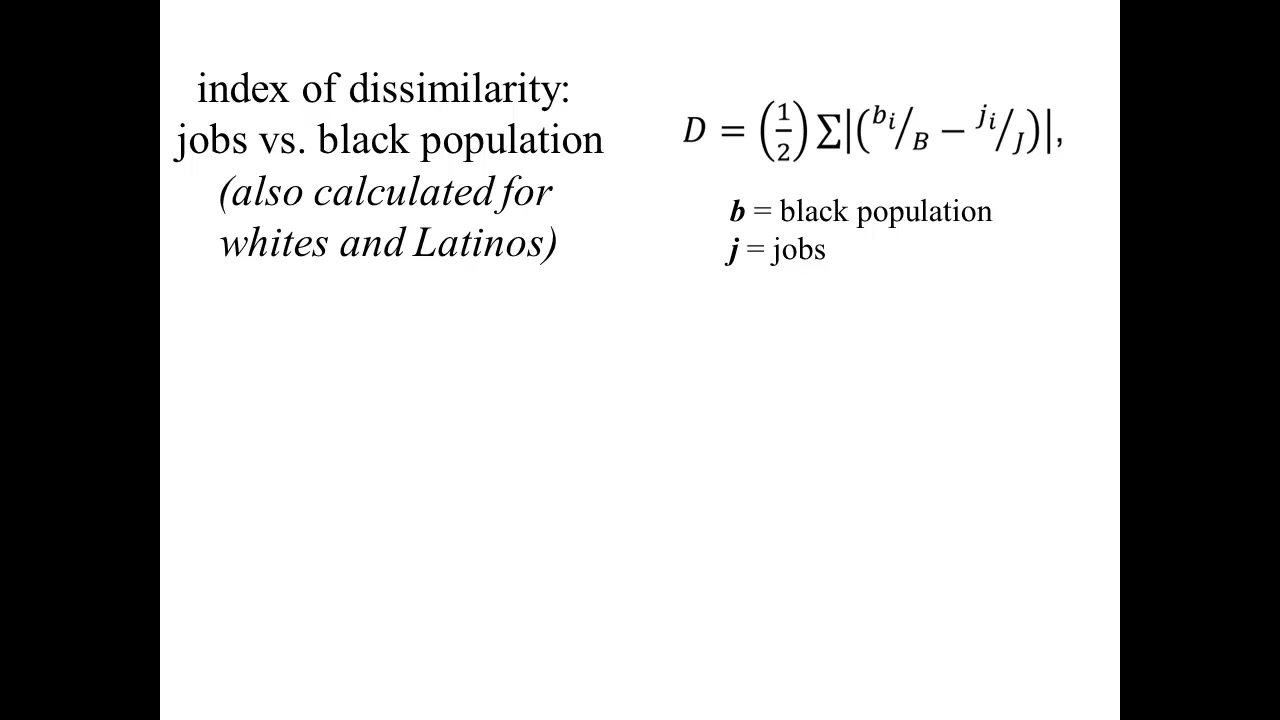 index of dissimilarity:
jobs vs. black population
(also calculated for
whites and Latinos)
D = (1/2) ∑|(bᵢ/B − jᵢ/J)|,
b = black population
j = jobs